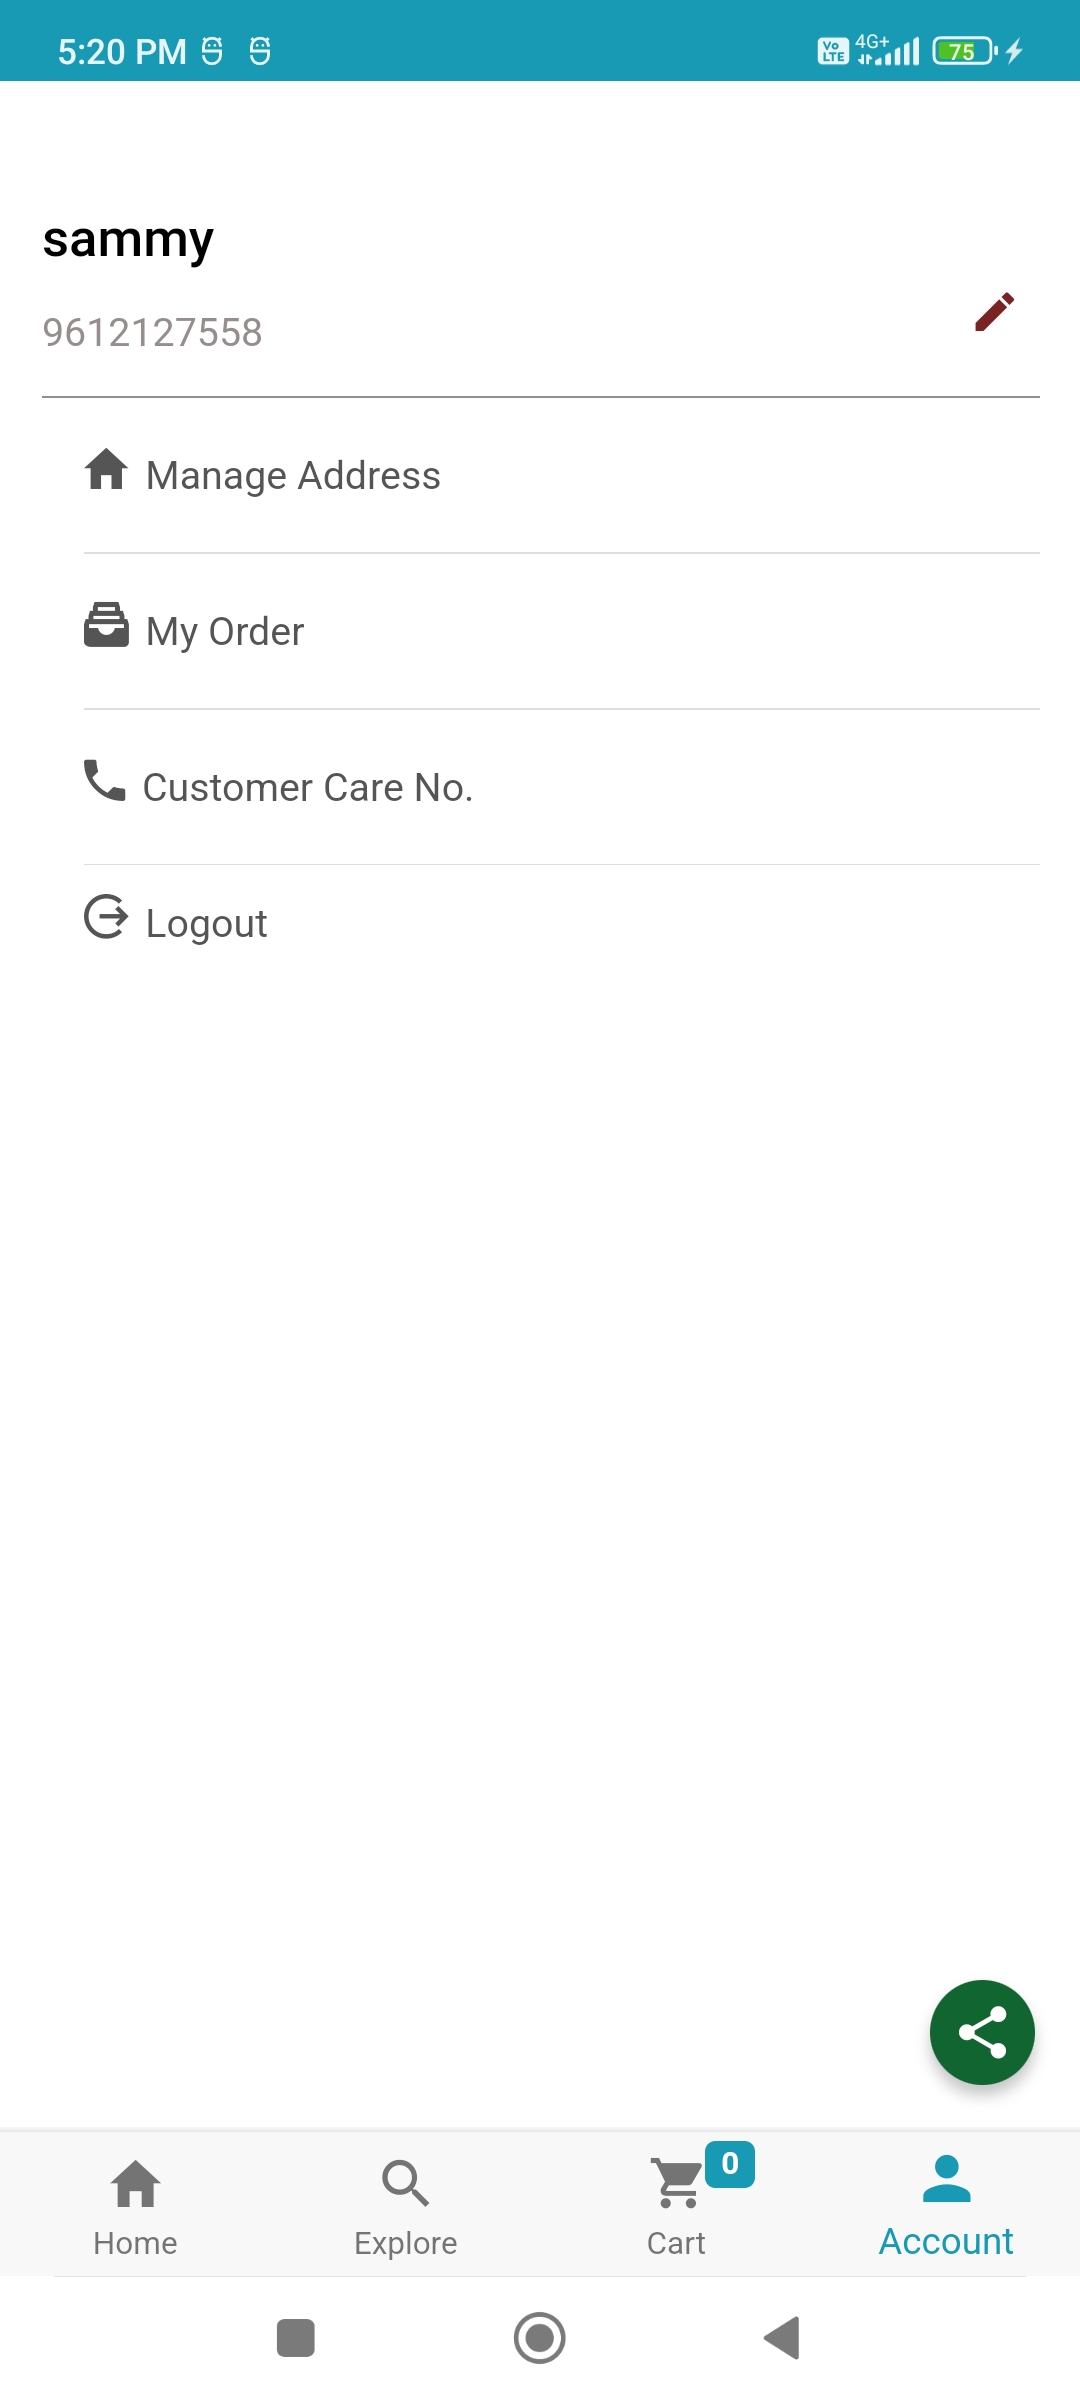 5:20 PM
Vo LTE 4G+ 75
sammy
9612127558
Manage Address
My Order
Customer Care No.
Logout
0
Home Explore Cart Account